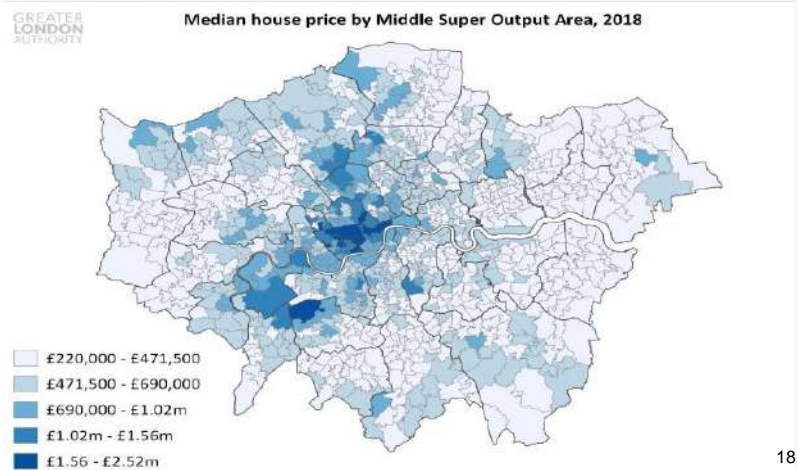 GREATER
LONDON
AUTHORITY
Median house price by Middle Super Output Area, 2018
£220,000 - £471,500
£471,500 - £690,000
£690,000 - £1.02m
£1.02m - £1.56m
£1.56 - £2.52m
18